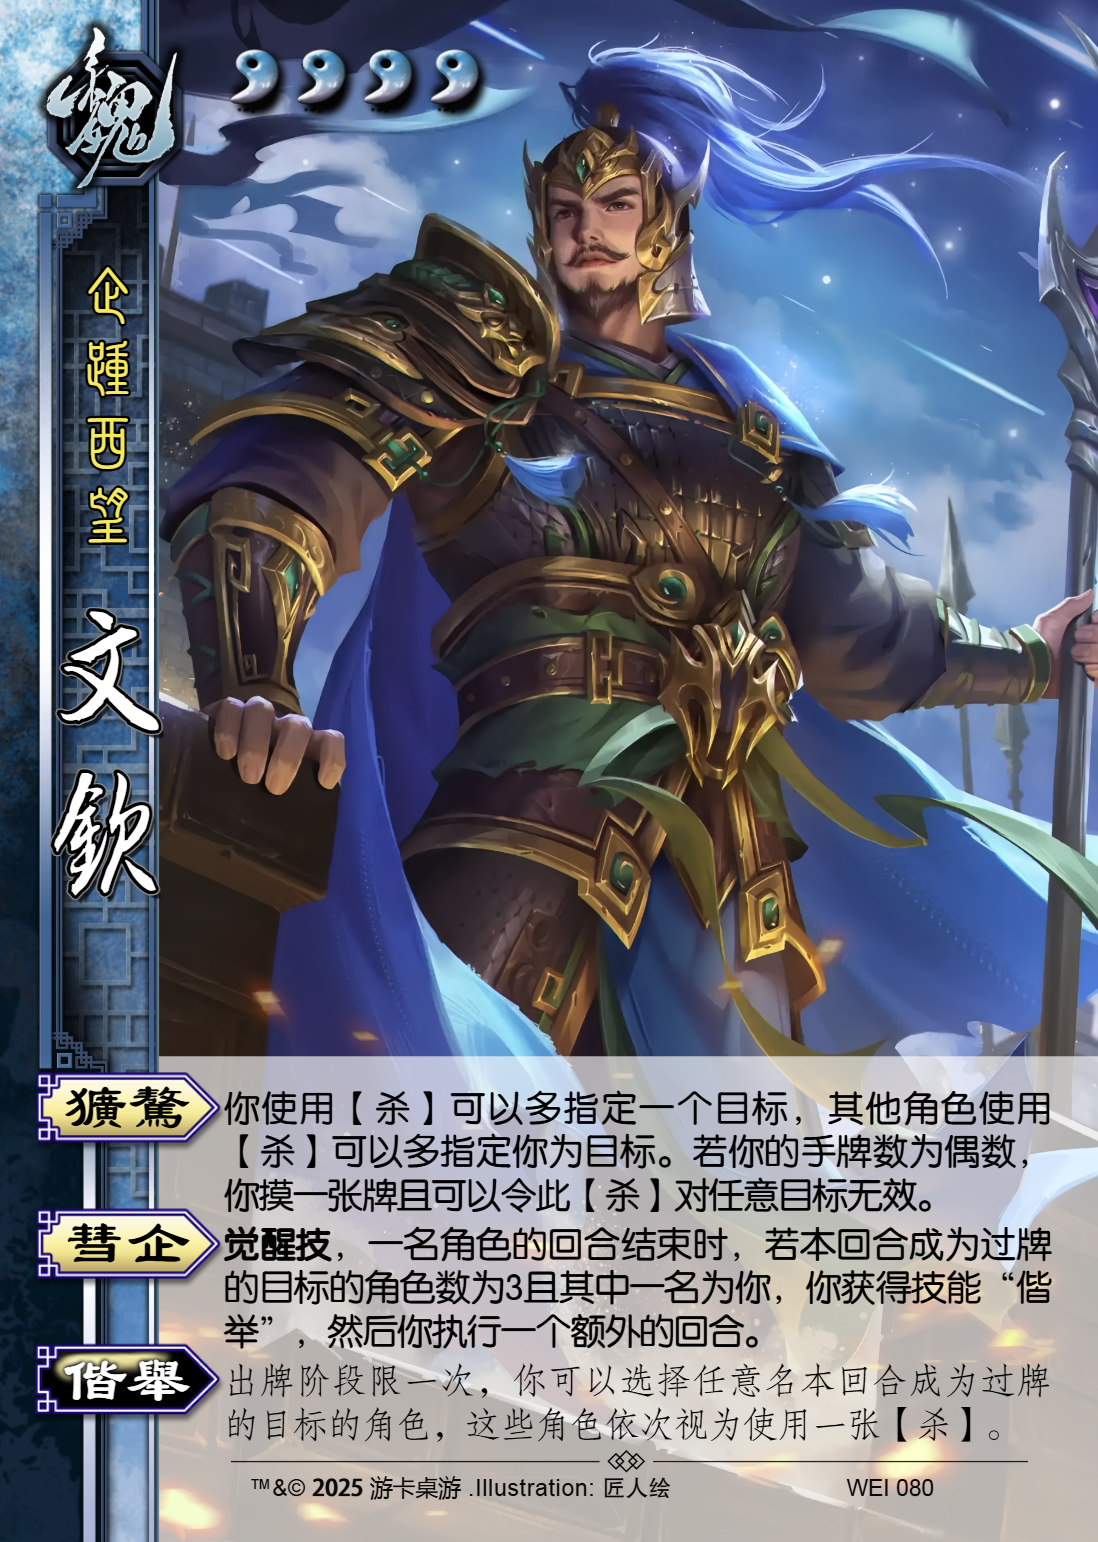 魏
企踵西望
文欽
獷驁
你使用【杀】可以多指定一个目标，其他角色使用
【杀】可以多指定你为目标。若你的手牌数为偶数，
你摸一张牌且可以令此【杀】对任意目标无效。
彗企
觉醒技，一名角色的回合结束时，若本回合成为过牌
的目标的角色数为3且其中一名为你，你获得技能“偕
举”，然后你执行一个额外的回合。
偕舉
出牌阶段限一次，你可以选择任意名本回合成为过牌
的目标的角色，这些角色依次视为使用一张【杀】。
™&© 2025 游卡桌游 .Illustration: 匠人绘
WEI 080